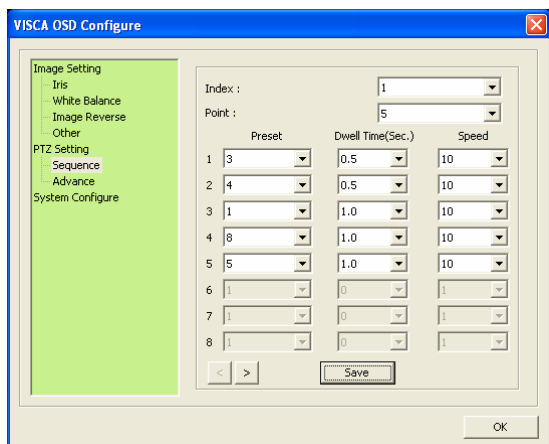 VISCA OSD Configure
Image Setting
Iris
White Balance
Image Reverse
Other
PTZ Setting
Sequence
Advance
System Configure
Index : 1
Point : 5
Preset Dwell Time(Sec.) Speed
1 3 0.5 10
2 4 0.5 10
3 1 1.0 10
4 8 1.0 10
5 5 1.0 10
6 1 0 1
7 1 0 1
8 1 0 1
< > Save
OK